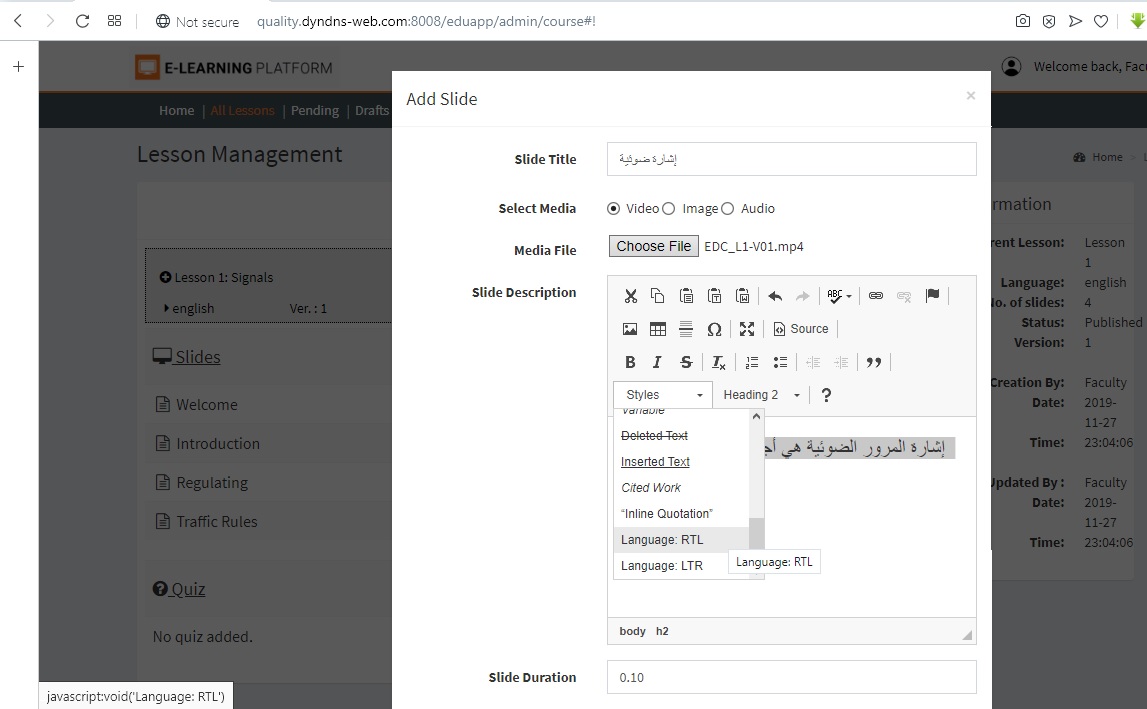 Not secure quality.dyndns-web.com:8008/eduapp/admin/course#!
E-LEARNING PLATFORM
Welcome back, Facu
Home | All Lessons | Pending | Drafts
Lesson Management
Home >
Add Slide ×
Slide Title إشارة ضوئية
Select Media Video Image Audio
Media File Choose File EDC_L1-V01.mp4
Slide Description
ABC
Source
B I S Tx
Styles Heading 2 ?
Variable
Deleted Text
Inserted Text
Cited Work
“Inline Quotation”
Language: RTL
Language: LTR
Language: RTL
إشارة المرور الضوئية هي
body h2
Slide Duration 0.10
Lesson 1: Signals
english Ver. : 1
Slides
Welcome
Introduction
Regulating
Traffic Rules
Quiz
No quiz added.
rmation
rent Lesson: Lesson
1
Language: english
No. of slides: 4
Status: Published
Version: 1
Creation By: Faculty
Date: 2019-
11-27
Time: 23:04:06
Updated By : Faculty
Date: 2019-
11-27
Time: 23:04:06
javascript:void('Language: RTL')